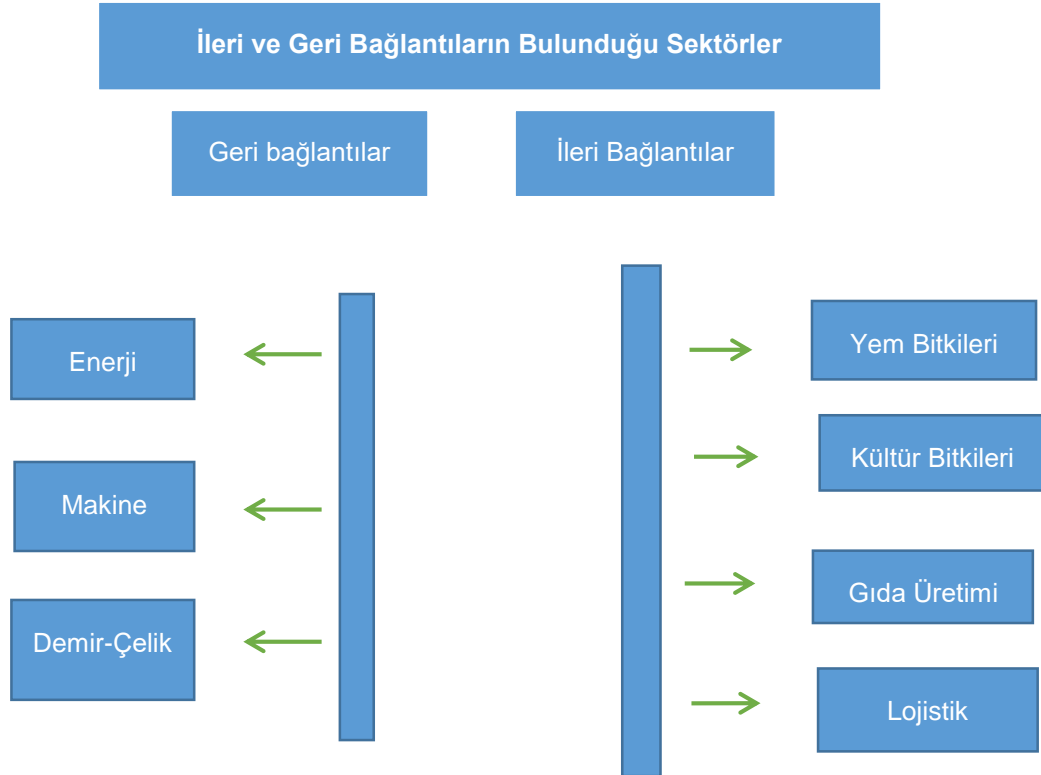 İleri ve Geri Bağlantıların Bulunduğu Sektörler
Geri bağlantılar
İleri Bağlantılar
Enerji
Makine
Demir-Çelik
Yem Bitkileri
Kültür Bitkileri
Gıda Üretimi
Lojistik